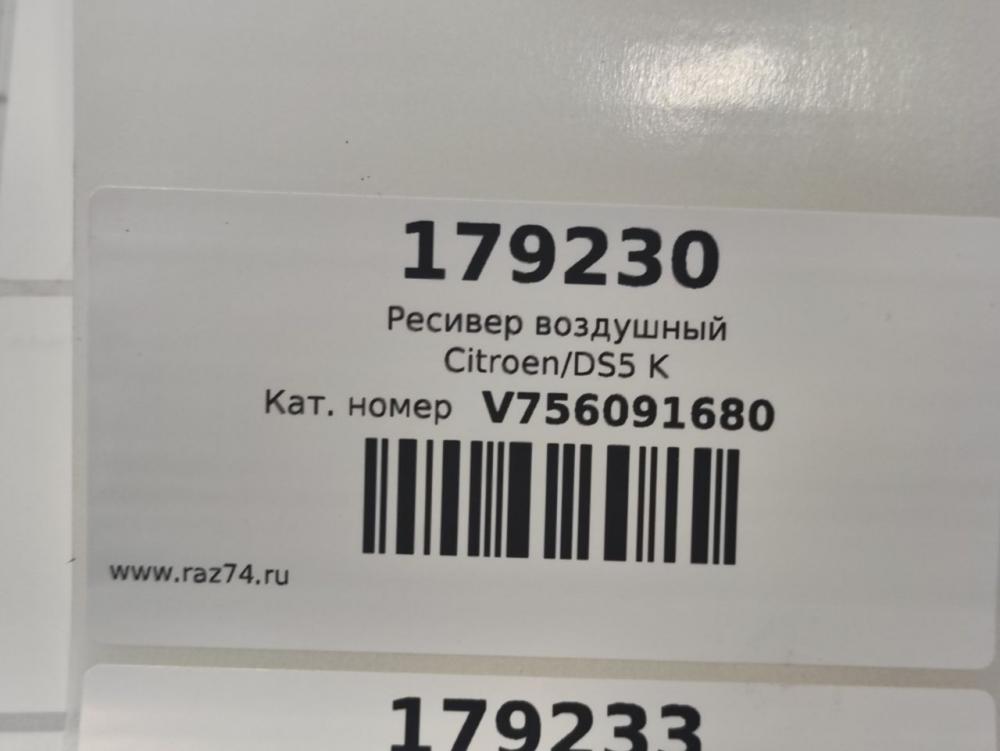 179230
Ресивер воздушный
Citroen/DS5 K
Кат. номер V756091680
www.raz74.ru
179233